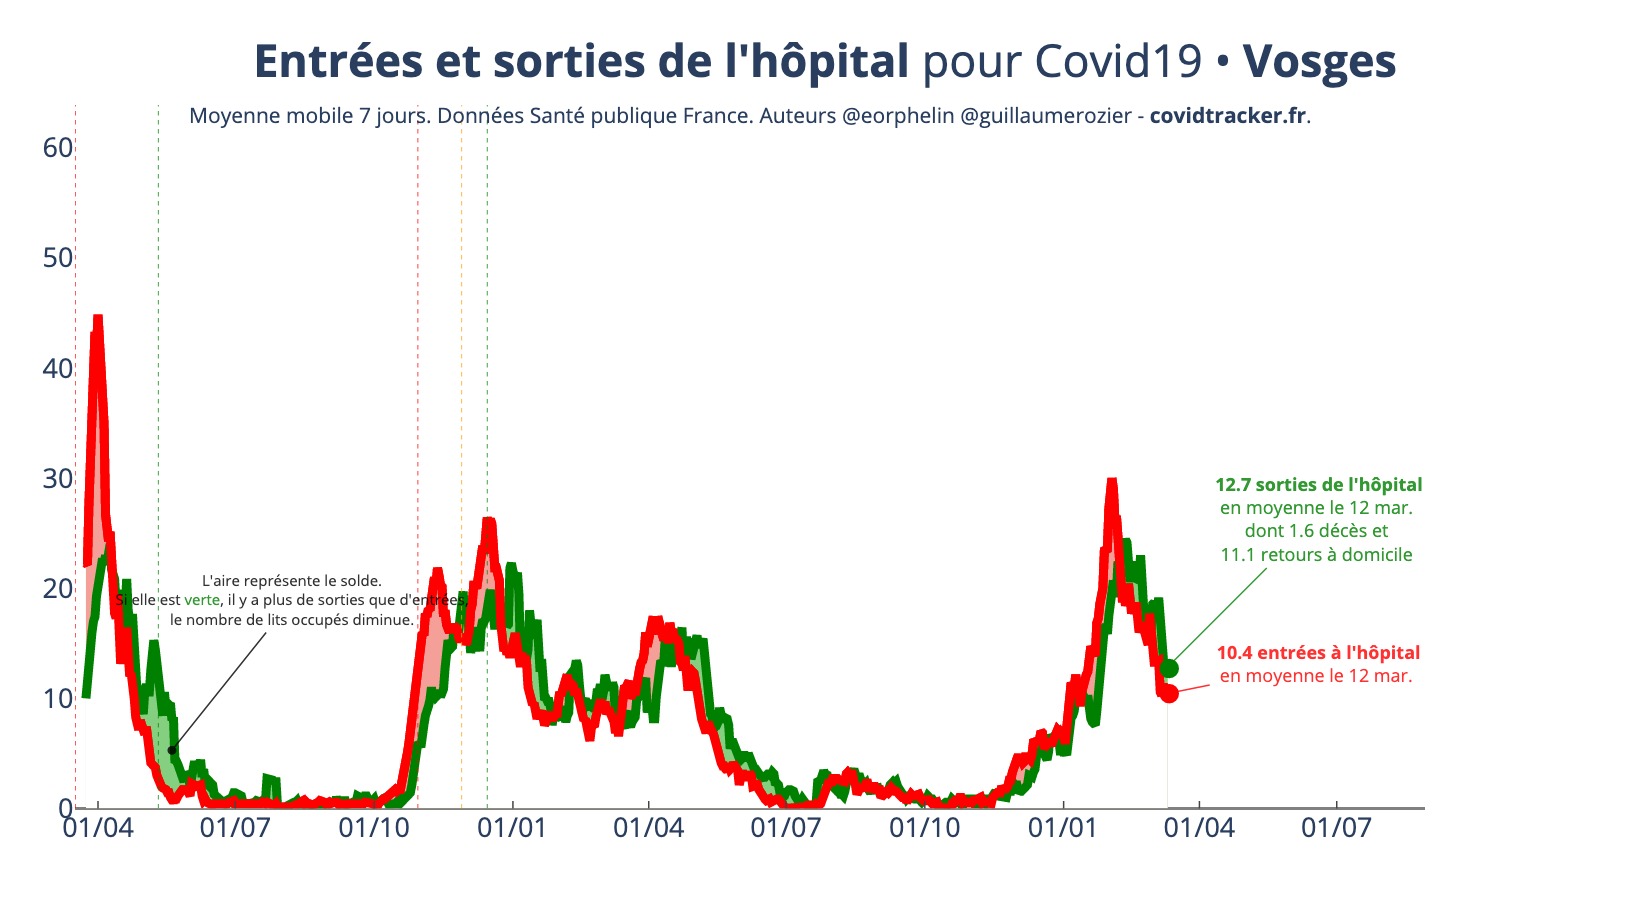 Entrées et sorties de l'hôpital pour Covid19 • Vosges
Moyenne mobile 7 jours. Données Santé publique France. Auteurs @eorphelin @guillaumerozier - covidtracker.fr.
60
50
40
30
20
10
0
L'aire représente le solde.
Si elle est verte, il y a plus de sorties que d'entrées,
le nombre de lits occupés diminue.
12.7 sorties de l'hôpital
en moyenne le 12 mar.
dont 1.6 décès et
11.1 retours à domicile
10.4 entrées à l'hôpital
en moyenne le 12 mar.
01/04 01/07 01/10 01/01 01/04 01/07 01/10 01/01 01/04 01/07